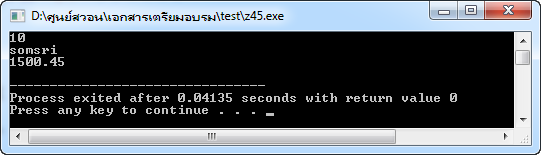 D:\ศูนย์สวอน\เอกสารเตรียมอบรม\test\z45.exe
10
somsri
1500.45
--------------------------------
Process exited after 0.04135 seconds with return value 0
Press any key to continue . . .